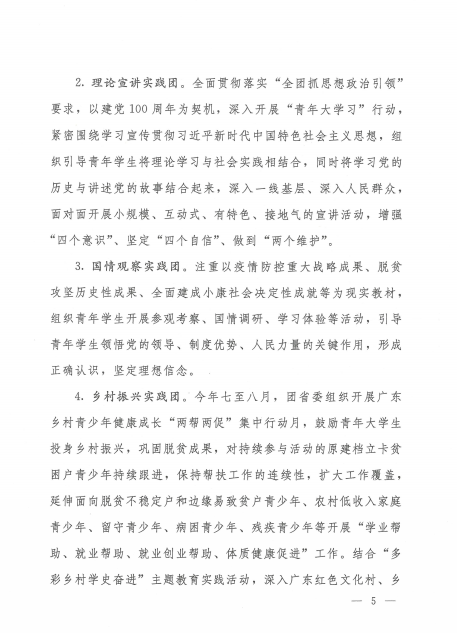 2. 理论宣讲实践团。全面贯彻落实“全团抓思想政治引领”
要求，以建党 100 周年为契机，深入开展“青年大学习”行动，
紧密围绕学习宣传贯彻习近平新时代中国特色社会主义思想，组
织引导青年学生将理论学习与社会实践相结合，同时将学习党的
历史与讲述党的故事结合起来，深入一线基层、深入人民群众，
面对面开展小规模、互动式、有特色、接地气的宣讲活动，增强
“四个意识”、坚定“四个自信”、做到“两个维护”。
3. 国情观察实践团。注重以疫情防控重大战略成果、脱贫
攻坚历史性成果、全面建成小康社会决定性成就等为现实教材，
组织青年学生开展参观考察、国情调研、学习体验等活动，引导
青年学生领悟党的领导、制度优势、人民力量的关键作用，形成
正确认识，坚定理想信念。
4. 乡村振兴实践团。今年七至八月，团省委组织开展广东
乡村青少年健康成长“两帮两促”集中行动月，鼓励青年大学生
投身乡村振兴，巩固脱贫成果，对持续参与活动的原建档立卡贫
困户青少年持续跟进，保持帮扶工作的连续性，扩大工作覆盖，
延伸面向脱贫不稳定户和边缘易致贫户青少年、农村低收入家庭
青少年、留守青少年、病困青少年、残疾青少年等开展“学业帮
助、就业帮助、就业创业帮助、体质健康促进”工作。结合“多
彩乡村学史奋进”主题教育实践活动，深入广东红色文化村、乡
— 5 —